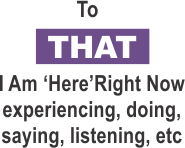 To
THAT
I Am ‘Here’Right Now
experiencing, doing,
saying, listening, etc